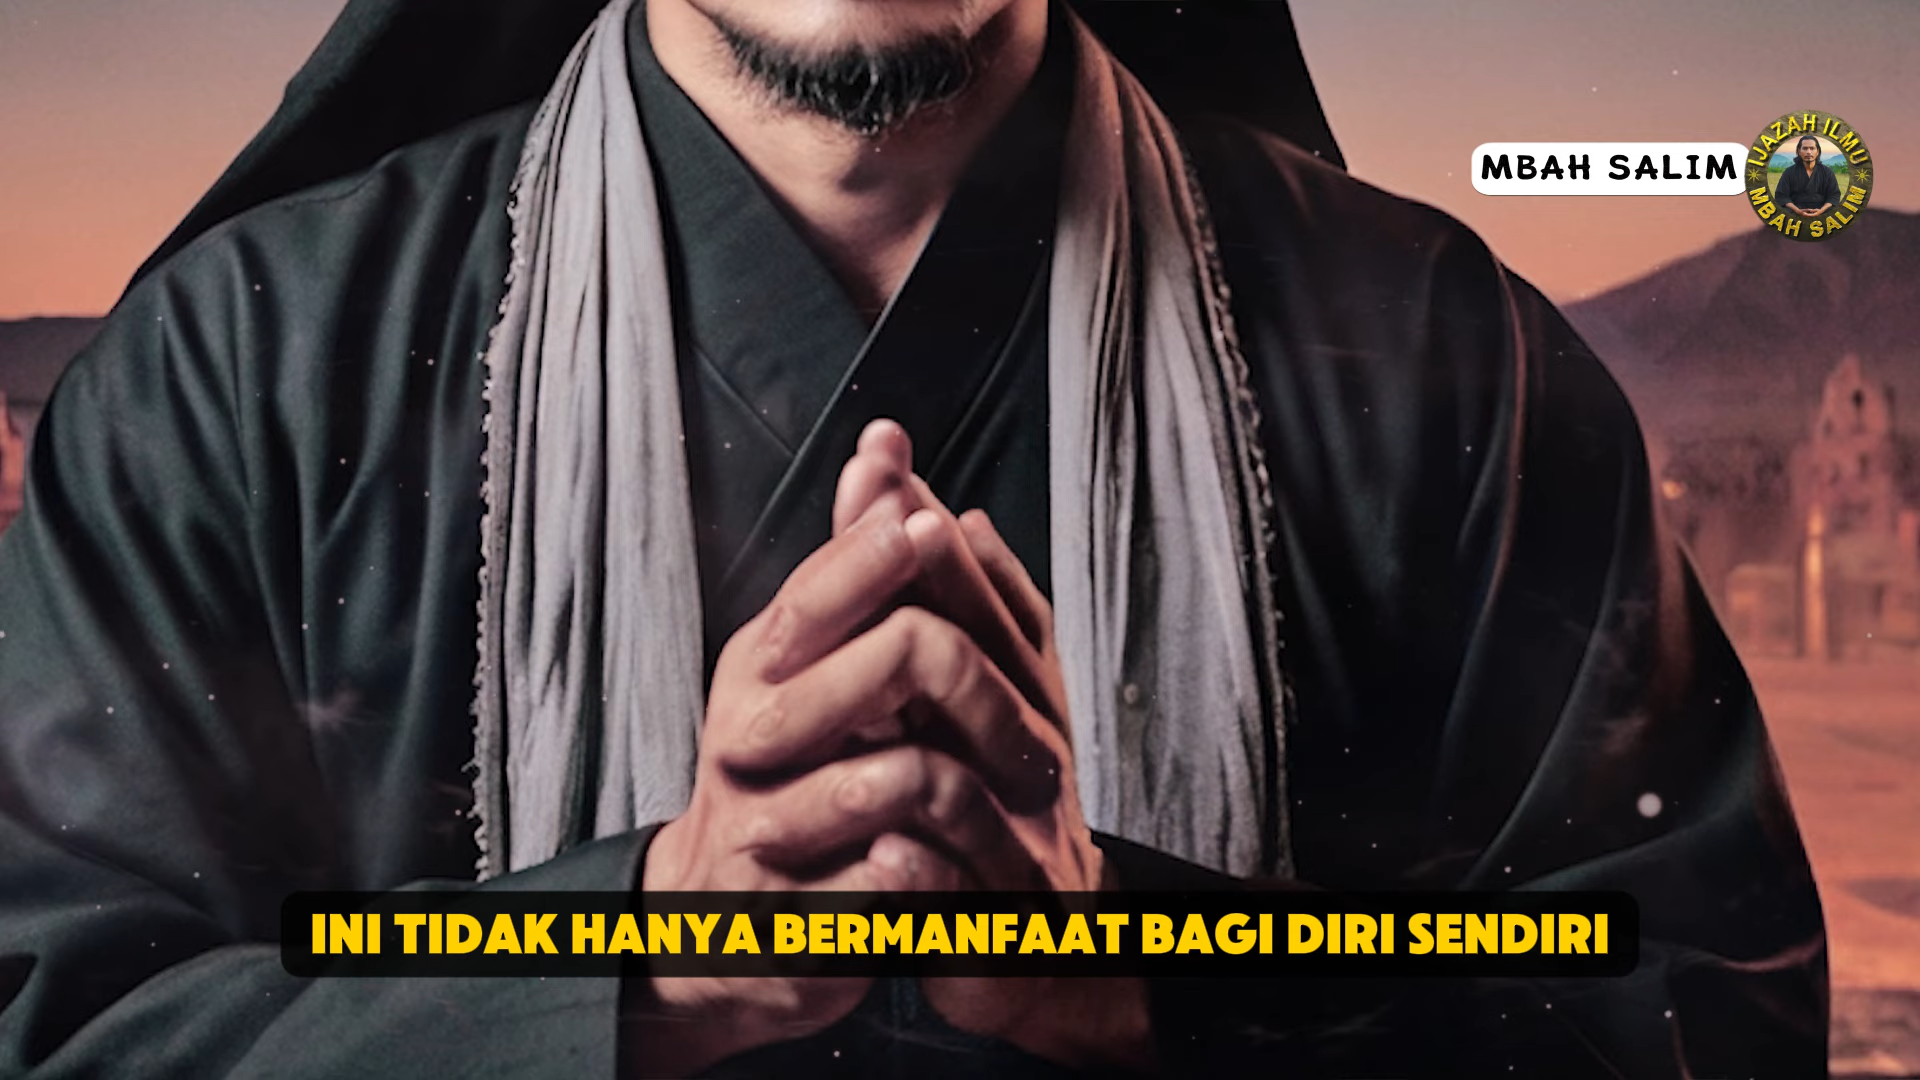 MBAH SALIM
IJAZAH ILMU
MBAH SALIM
INI TIDAK HANYA BERMANFAAT BAGI DIRI SENDIRI